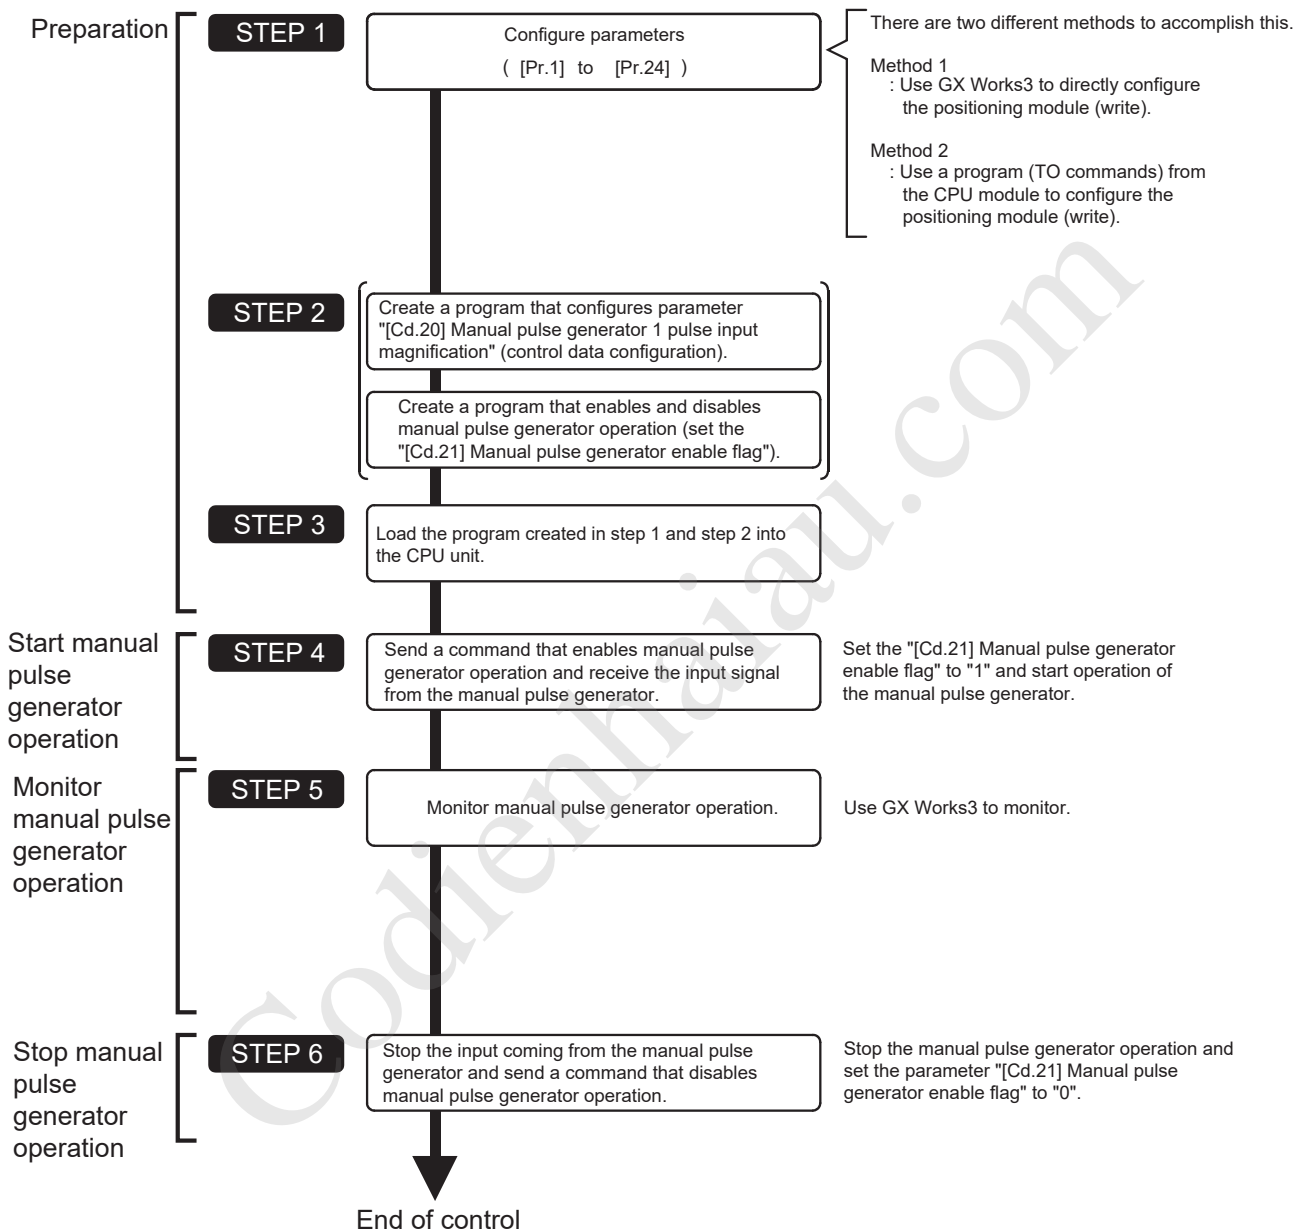 Preparation
STEP 1
Configure parameters
( [Pr.1] to [Pr.24] )
There are two different methods to accomplish this.
Method 1
: Use GX Works3 to directly configure
the positioning module (write).
Method 2
: Use a program (TO commands) from
the CPU module to configure the
positioning module (write).
STEP 2
Create a program that configures parameter
"[Cd.20] Manual pulse generator 1 pulse input
magnification" (control data configuration).
Create a program that enables and disables
manual pulse generator operation (set the
"[Cd.21] Manual pulse generator enable flag").
STEP 3
Load the program created in step 1 and step 2 into
the CPU unit.
Start manual
pulse
generator
operation
STEP 4
Send a command that enables manual pulse
generator operation and receive the input signal
from the manual pulse generator.
Set the "[Cd.21] Manual pulse generator
enable flag" to "1" and start operation of
the manual pulse generator.
Monitor
manual pulse
generator
operation
STEP 5
Monitor manual pulse generator operation.
Use GX Works3 to monitor.
Stop manual
pulse
generator
operation
STEP 6
Stop the input coming from the manual pulse
generator and send a command that disables
manual pulse generator operation.
Stop the manual pulse generator operation and
set the parameter "[Cd.21] Manual pulse
generator enable flag" to "0".
End of control
Codienhaiau.com